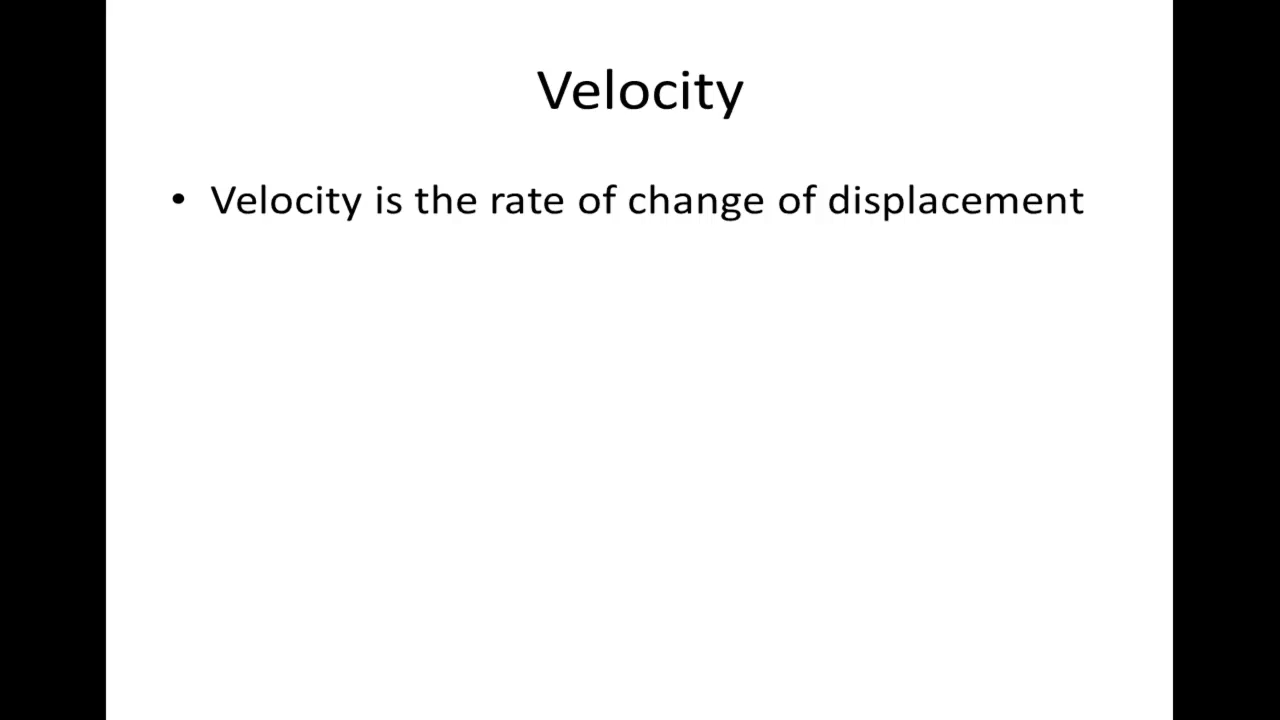 Velocity
• Velocity is the rate of change of displacement